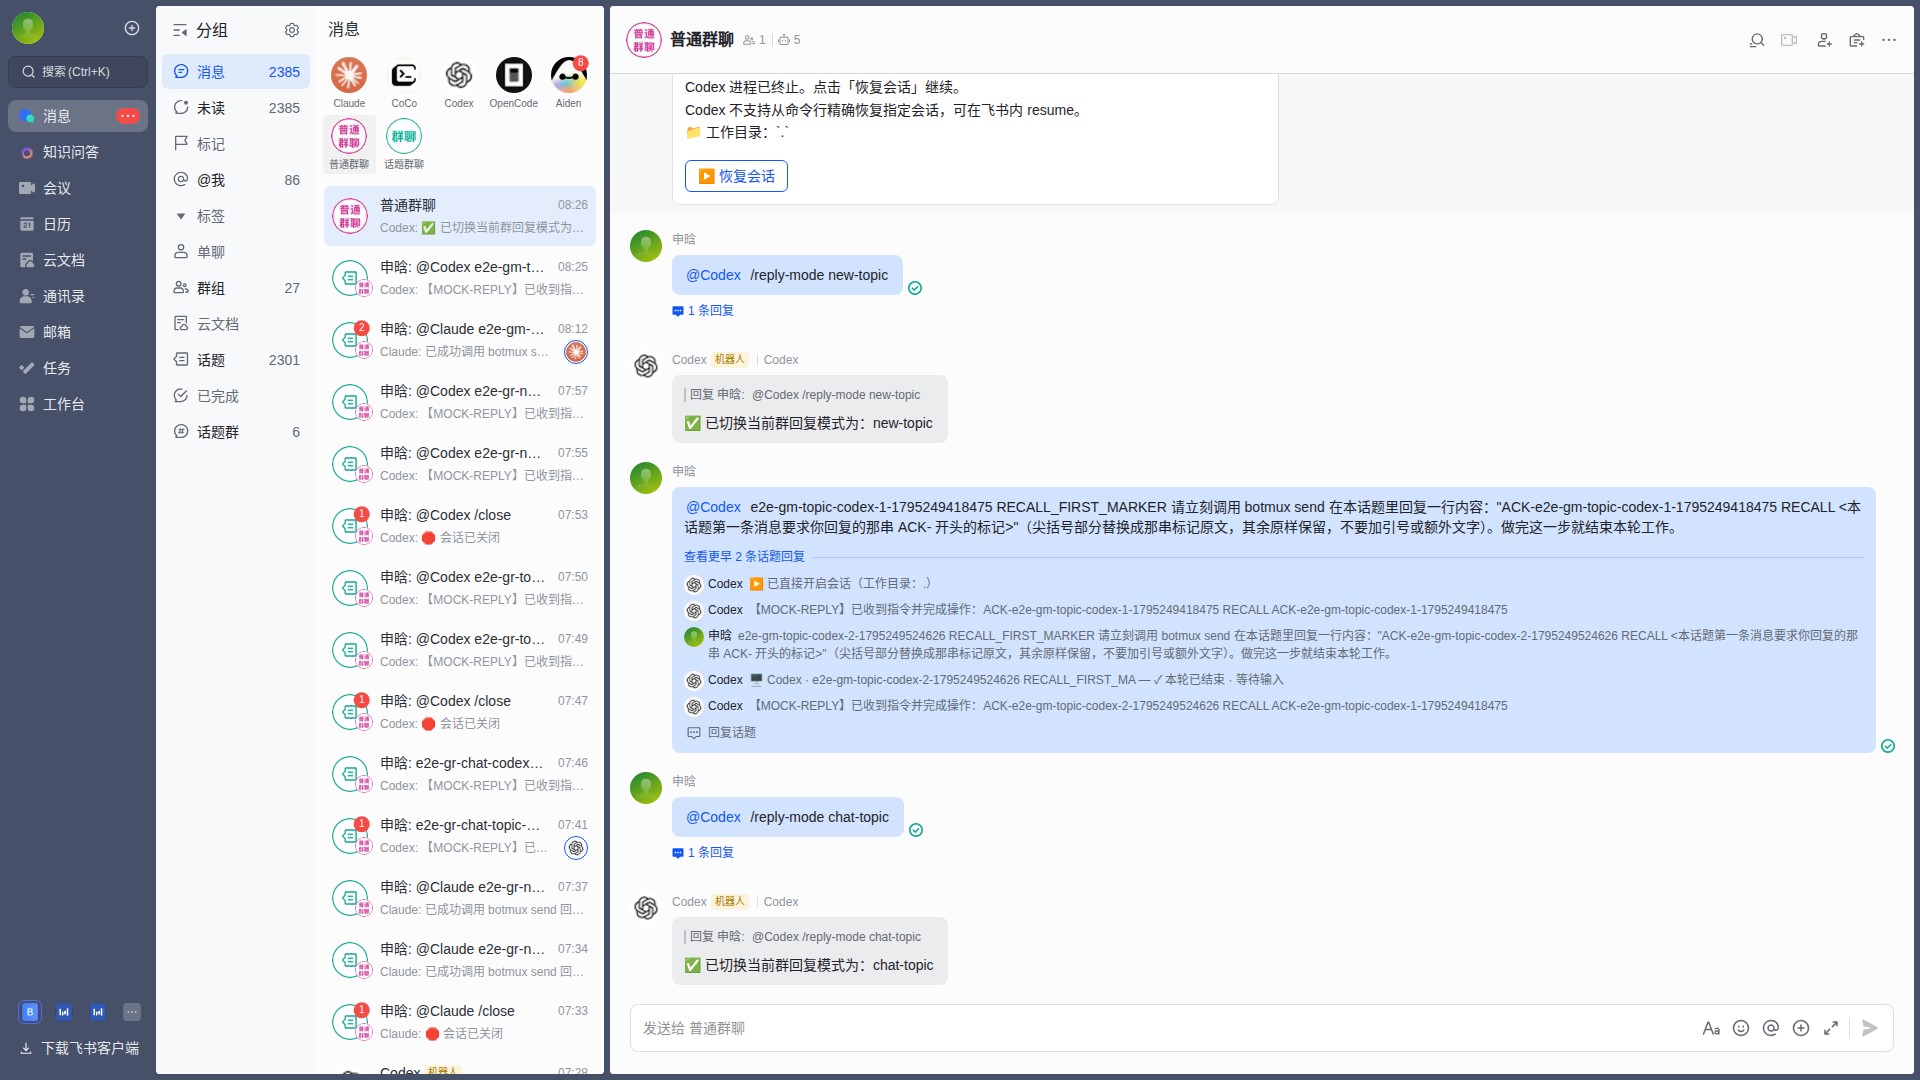 搜索 (Ctrl+K)
消息
知识问答
会议
日历
云文档
通讯录
邮箱
任务
工作台
下载飞书客户端
分组
消息 2385
未读 2385
标记
@我 86
标签
单聊
群组 27
云文档
话题 2301
已完成
话题群 6
消息
8
Claude CoCo Codex OpenCode Aiden
普通群聊 话题群聊
普通群聊 08:26
Codex: ✅ 已切换当前群回复模式为…
申晗: @Codex e2e-gm-t… 08:25
Codex: 【MOCK-REPLY】已收到指…
2
申晗: @Claude e2e-gm-… 08:12
Claude: 已成功调用 botmux s…
申晗: @Codex e2e-gr-n… 07:57
Codex: 【MOCK-REPLY】已收到指…
申晗: @Codex e2e-gr-n… 07:55
Codex: 【MOCK-REPLY】已收到指…
1
申晗: @Codex /close 07:53
Codex: 🛑 会话已关闭
申晗: @Codex e2e-gr-to… 07:50
Codex: 【MOCK-REPLY】已收到指…
申晗: @Codex e2e-gr-to… 07:49
Codex: 【MOCK-REPLY】已收到指…
1
申晗: @Codex /close 07:47
Codex: 🛑 会话已关闭
申晗: e2e-gr-chat-codex… 07:46
Codex: 【MOCK-REPLY】已收到指…
1
申晗: e2e-gr-chat-topic-… 07:41
Codex: 【MOCK-REPLY】已…
申晗: @Claude e2e-gr-n… 07:37
Claude: 已成功调用 botmux send 回…
申晗: @Claude e2e-gr-n… 07:34
Claude: 已成功调用 botmux send 回…
1
申晗: @Claude /close 07:33
Claude: 🛑 会话已关闭
Codex 机器人 07:28
普通群聊 1 5
Codex 进程已终止。点击「恢复会话」继续。
Codex 不支持从命令行精确恢复指定会话，可在飞书内 resume。
📁 工作目录：`.`
▶️ 恢复会话
申晗
@Codex /reply-mode new-topic
1 条回复
Codex 机器人 Codex
回复 申晗：@Codex /reply-mode new-topic
✅ 已切换当前群回复模式为：new-topic
申晗
@Codex e2e-gm-topic-codex-1-1795249418475 RECALL_FIRST_MARKER 请立刻调用 botmux send 在本话题里回复一行内容："ACK-e2e-gm-topic-codex-1-1795249418475 RECALL <本
话题第一条消息要求你回复的那串 ACK- 开头的标记>"（尖括号部分替换成那串标记原文，其余原样保留，不要加引号或额外文字）。做完这一步就结束本轮工作。
查看更早 2 条话题回复
Codex ▶️ 已直接开启会话（工作目录：.）
Codex 【MOCK-REPLY】已收到指令并完成操作：ACK-e2e-gm-topic-codex-1-1795249418475 RECALL ACK-e2e-gm-topic-codex-1-1795249418475
申晗 e2e-gm-topic-codex-2-1795249524626 RECALL_FIRST_MARKER 请立刻调用 botmux send 在本话题里回复一行内容："ACK-e2e-gm-topic-codex-2-1795249524626 RECALL <本话题第一条消息要求你回复的那
串 ACK- 开头的标记>"（尖括号部分替换成那串标记原文，其余原样保留，不要加引号或额外文字）。做完这一步就结束本轮工作。
Codex 🖥️ Codex · e2e-gm-topic-codex-2-1795249524626 RECALL_FIRST_MA — ✓ 本轮已结束 · 等待输入
Codex 【MOCK-REPLY】已收到指令并完成操作：ACK-e2e-gm-topic-codex-2-1795249524626 RECALL ACK-e2e-gm-topic-codex-1-1795249418475
回复话题
申晗
@Codex /reply-mode chat-topic
1 条回复
Codex 机器人 Codex
回复 申晗：@Codex /reply-mode chat-topic
✅ 已切换当前群回复模式为：chat-topic
发送给 普通群聊